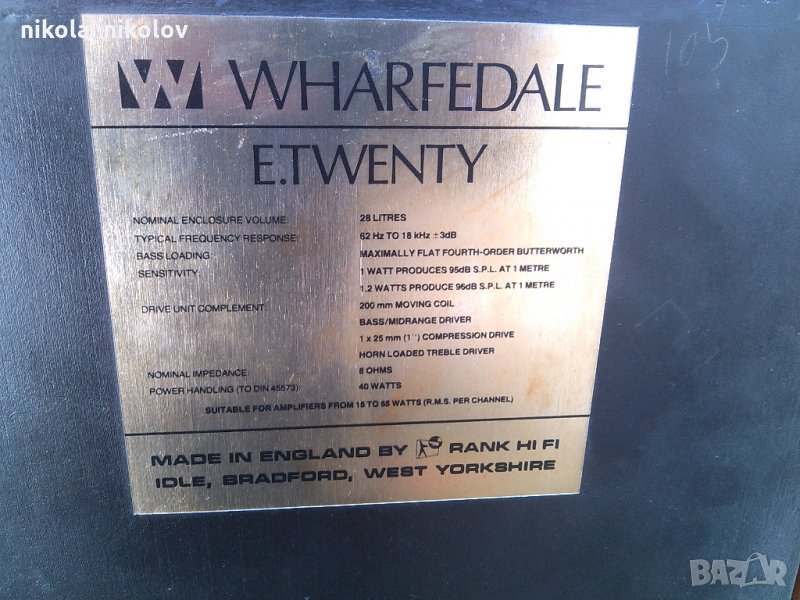 nikolai nikolov
105
WHARFEDALE
E.TWENTY
NOMINAL ENCLOSURE VOLUME: 28 LITRES
TYPICAL FREQUENCY RESPONSE: 62 Hz TO 18 kHz ±3dB
BASS LOADING: MAXIMALLY FLAT FOURTH-ORDER BUTTERWORTH
SENSITIVITY: 1 WATT PRODUCES 95dB S.P.L. AT 1 METRE
1.2 WATTS PRODUCE 96dB S.P.L. AT 1 METRE
DRIVE UNIT COMPLEMENT: 200 mm MOVING COIL
BASS/MIDRANGE DRIVER
1 x 25 mm (1") COMPRESSION DRIVE
HORN LOADED TREBLE DRIVER
NOMINAL IMPEDANCE: 8 OHMS
POWER HANDLING (TO DIN 45573): 40 WATTS
SUITABLE FOR AMPLIFIERS FROM 15 TO 65 WATTS (R.M.S. PER CHANNEL)
MADE IN ENGLAND BY RANK HI FI
IDLE, BRADFORD, WEST YORKSHIRE
BAZAR